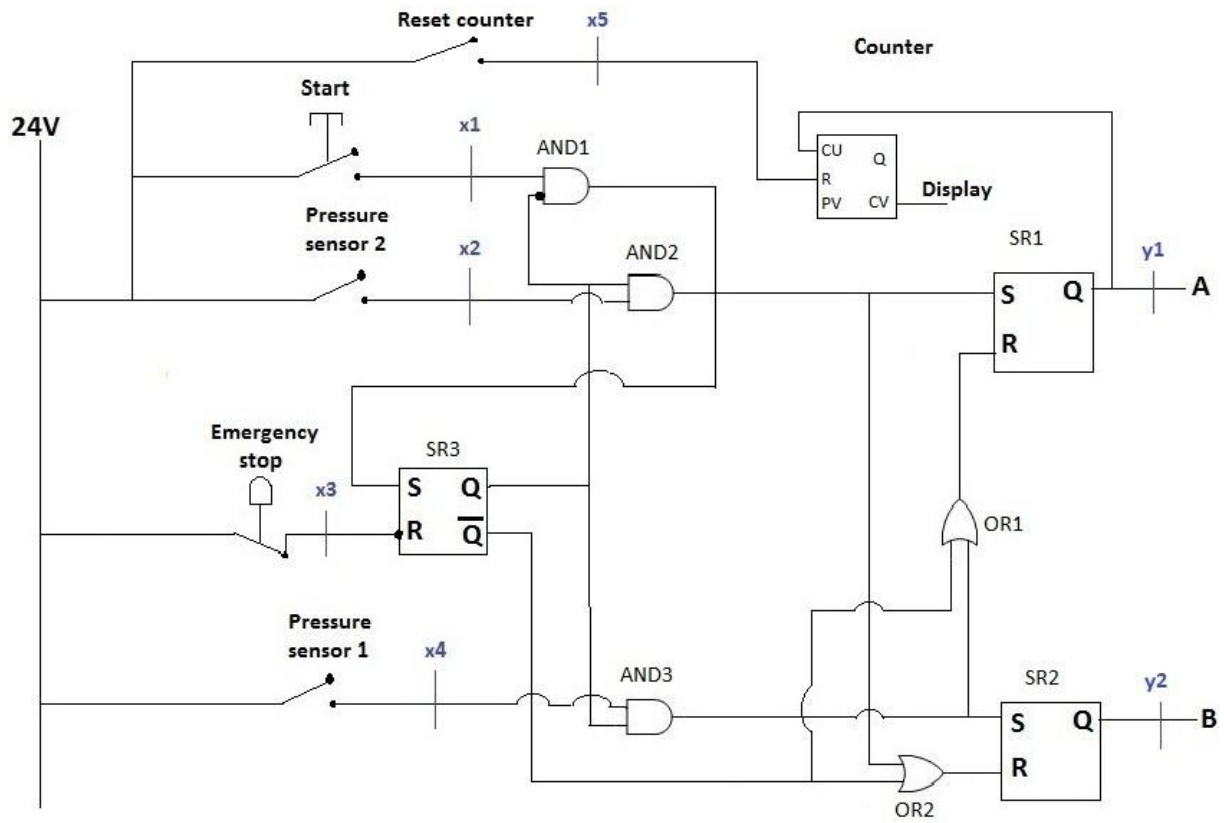 Reset counter
x5
Counter
Start
24V
x1
AND1
CU
Q
R
PV
CV
Display
Pressure
sensor 2
x2
AND2
SR1
y1
S
Q
A
R
Emergency
stop
SR3
x3
S
Q
R
Q̅
OR1
Pressure
sensor 1
x4
AND3
SR2
y2
S
Q
B
R
OR2